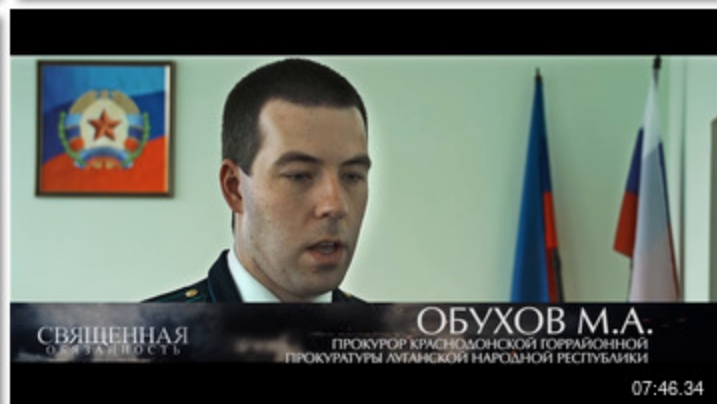 СВЯЩЕННАЯ
ОБЯЗАННОСТЬ
ОБУХОВ М.А.
ПРОКУРОР КРАСНОДОНСКОЙ ГОРРАЙОННОЙ
ПРОКУРАТУРЫ ЛУГАНСКОЙ НАРОДНОЙ РЕСПУБЛИКИ
07:46.34